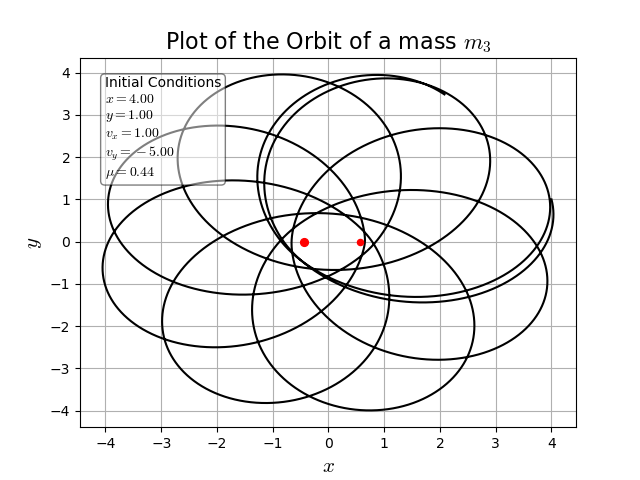 Plot of the Orbit of a mass m₃
Initial Conditions
x = 4.00
y = 1.00
vₓ = 1.00
v_y = −5.00
μ = 0.44
4
3
2
1
0
−1
−2
−3
−4
y
−4 −3 −2 −1 0 1 2 3 4
x